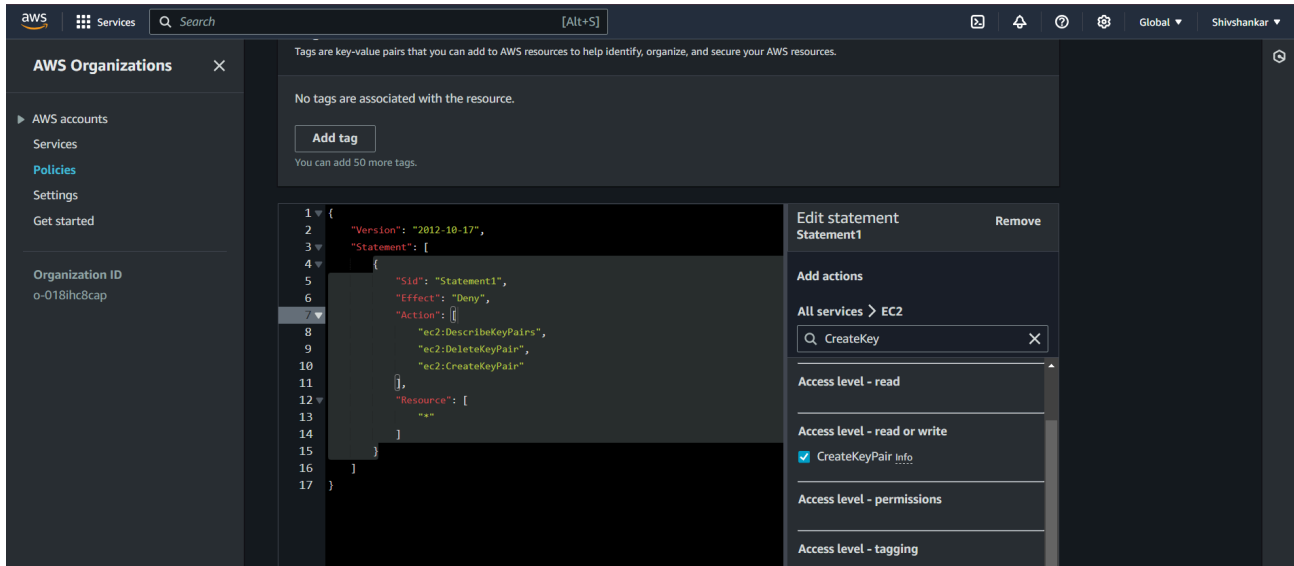 aws
Services
Search
[Alt+S]
Global ▼
Shivshankar ▼
AWS Organizations
AWS accounts
Services
Policies
Settings
Get started
Organization ID
o-018ihc8cap
Tags are key-value pairs that you can add to AWS resources to help identify, organize, and secure your AWS resources.
No tags are associated with the resource.
Add tag
You can add 50 more tags.
1 {
2 "Version": "2012-10-17",
3 "Statement": [
4 {
5 "Sid": "Statement1",
6 "Effect": "Deny",
7 "Action": [
8 "ec2:DescribeKeyPairs",
9 "ec2:DeleteKeyPair",
10 "ec2:CreateKeyPair"
11 ],
12 "Resource": [
13 "*"
14 ]
15 }
16 ]
17 }
Edit statement
Remove
Statement1
Add actions
All services > EC2
CreateKey
Access level - read
Access level - read or write
CreateKeyPair Info
Access level - permissions
Access level - tagging